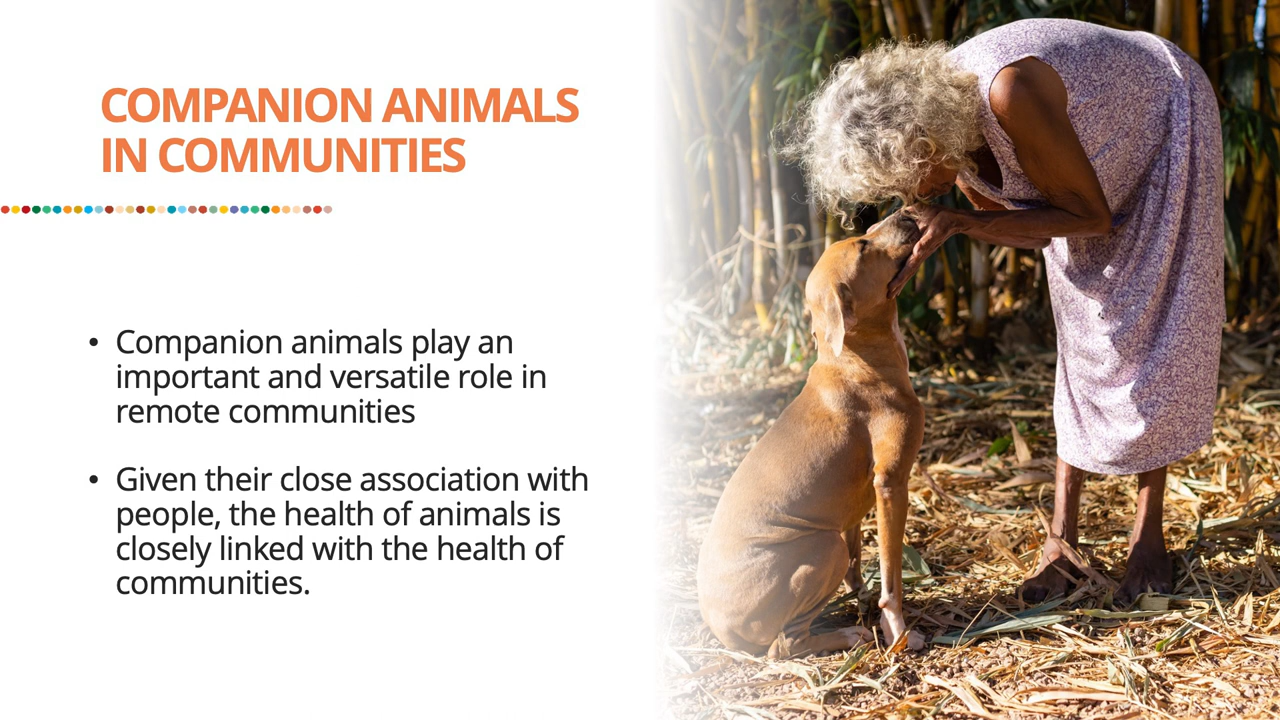 COMPANION ANIMALS
IN COMMUNITIES
• Companion animals play an
important and versatile role in
remote communities
• Given their close association with
people, the health of animals is
closely linked with the health of
communities.